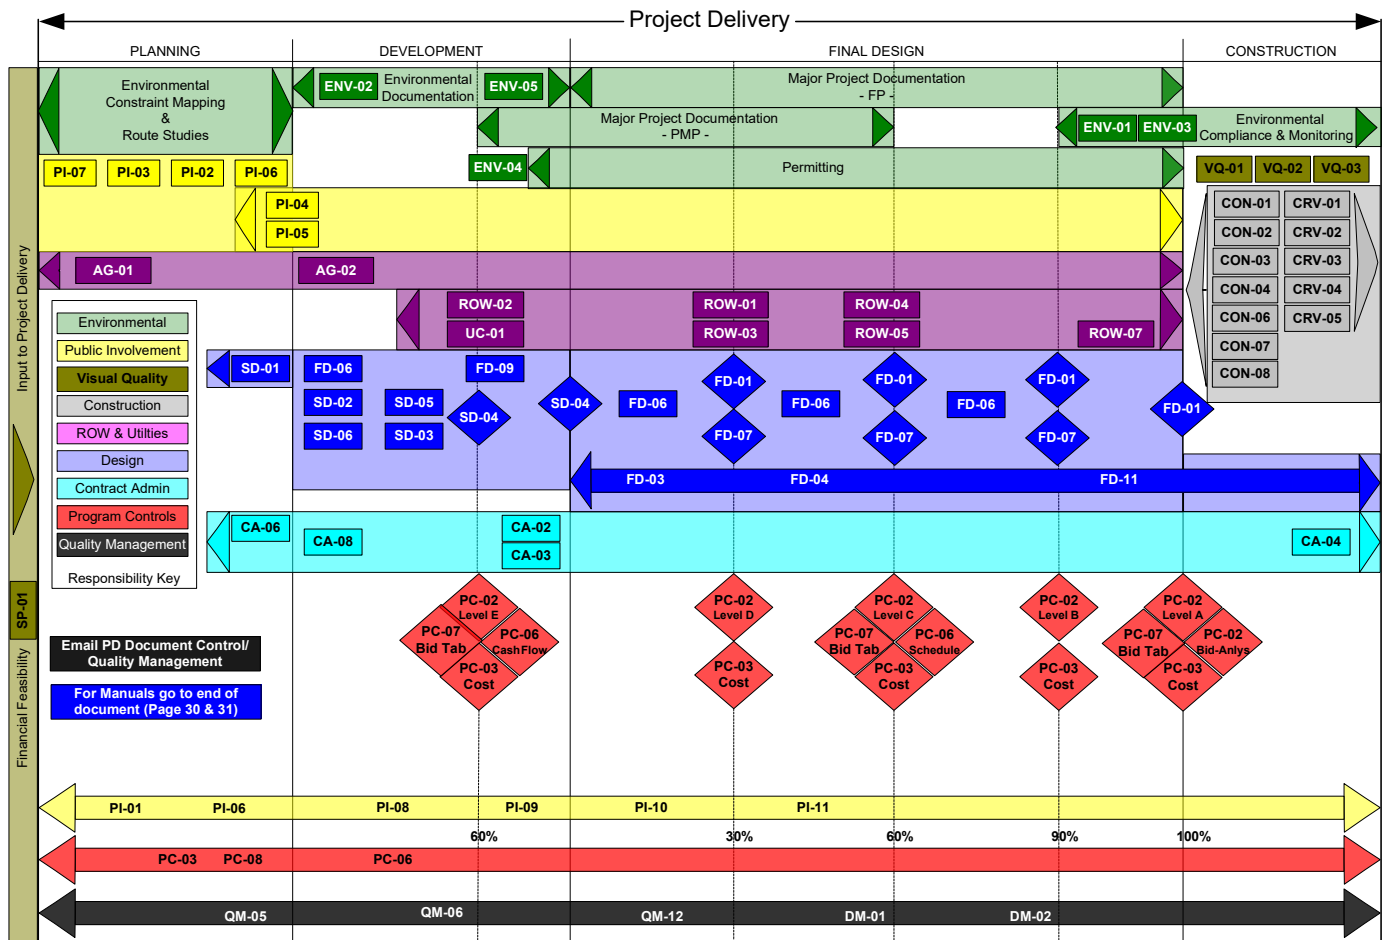 Project Delivery
PLANNING
DEVELOPMENT
FINAL DESIGN
CONSTRUCTION
Environmental
Constraint Mapping
&
Route Studies
ENV-02
Environmental
Documentation
ENV-05
Major Project Documentation
- FP -
Major Project Documentation
- PMP -
ENV-01
ENV-03
Environmental
Compliance & Monitoring
ENV-04
Permitting
PI-07
PI-03
PI-02
PI-06
VQ-01
VQ-02
VQ-03
PI-04
PI-05
CON-01
CRV-01
CON-02
CRV-02
CON-03
CRV-03
CON-04
CRV-04
CON-06
CRV-05
CON-07
CON-08
AG-01
AG-02
ROW-02
ROW-01
ROW-04
UC-01
ROW-03
ROW-05
ROW-07
Input to Project Delivery
SP-01
Financial Feasibility
Environmental
Public Involvement
Visual Quality
Construction
ROW & Utilties
Design
Contract Admin
Program Controls
Quality Management
Responsibility Key
SD-01
FD-06
FD-09
SD-02
SD-05
SD-04
SD-04
SD-06
SD-03
FD-06
FD-01
FD-07
FD-06
FD-01
FD-07
FD-06
FD-01
FD-07
FD-01
FD-03
FD-04
FD-11
CA-06
CA-08
CA-02
CA-03
CA-04
PC-02
Level E
PC-07
Bid Tab
PC-06
CashFlow
PC-03
Cost
PC-02
Level D
PC-03
Cost
PC-02
Level C
PC-07
Bid Tab
PC-06
Schedule
PC-03
Cost
PC-02
Level B
PC-03
Cost
PC-02
Level A
PC-07
Bid Tab
PC-02
Bid-Anlys
PC-03
Cost
Email PD Document Control/
Quality Management
For Manuals go to end of
document (Page 30 & 31)
PI-01
PI-06
PI-08
PI-09
PI-10
PI-11
60%
30%
60%
90%
100%
PC-03
PC-08
PC-06
QM-05
QM-06
QM-12
DM-01
DM-02